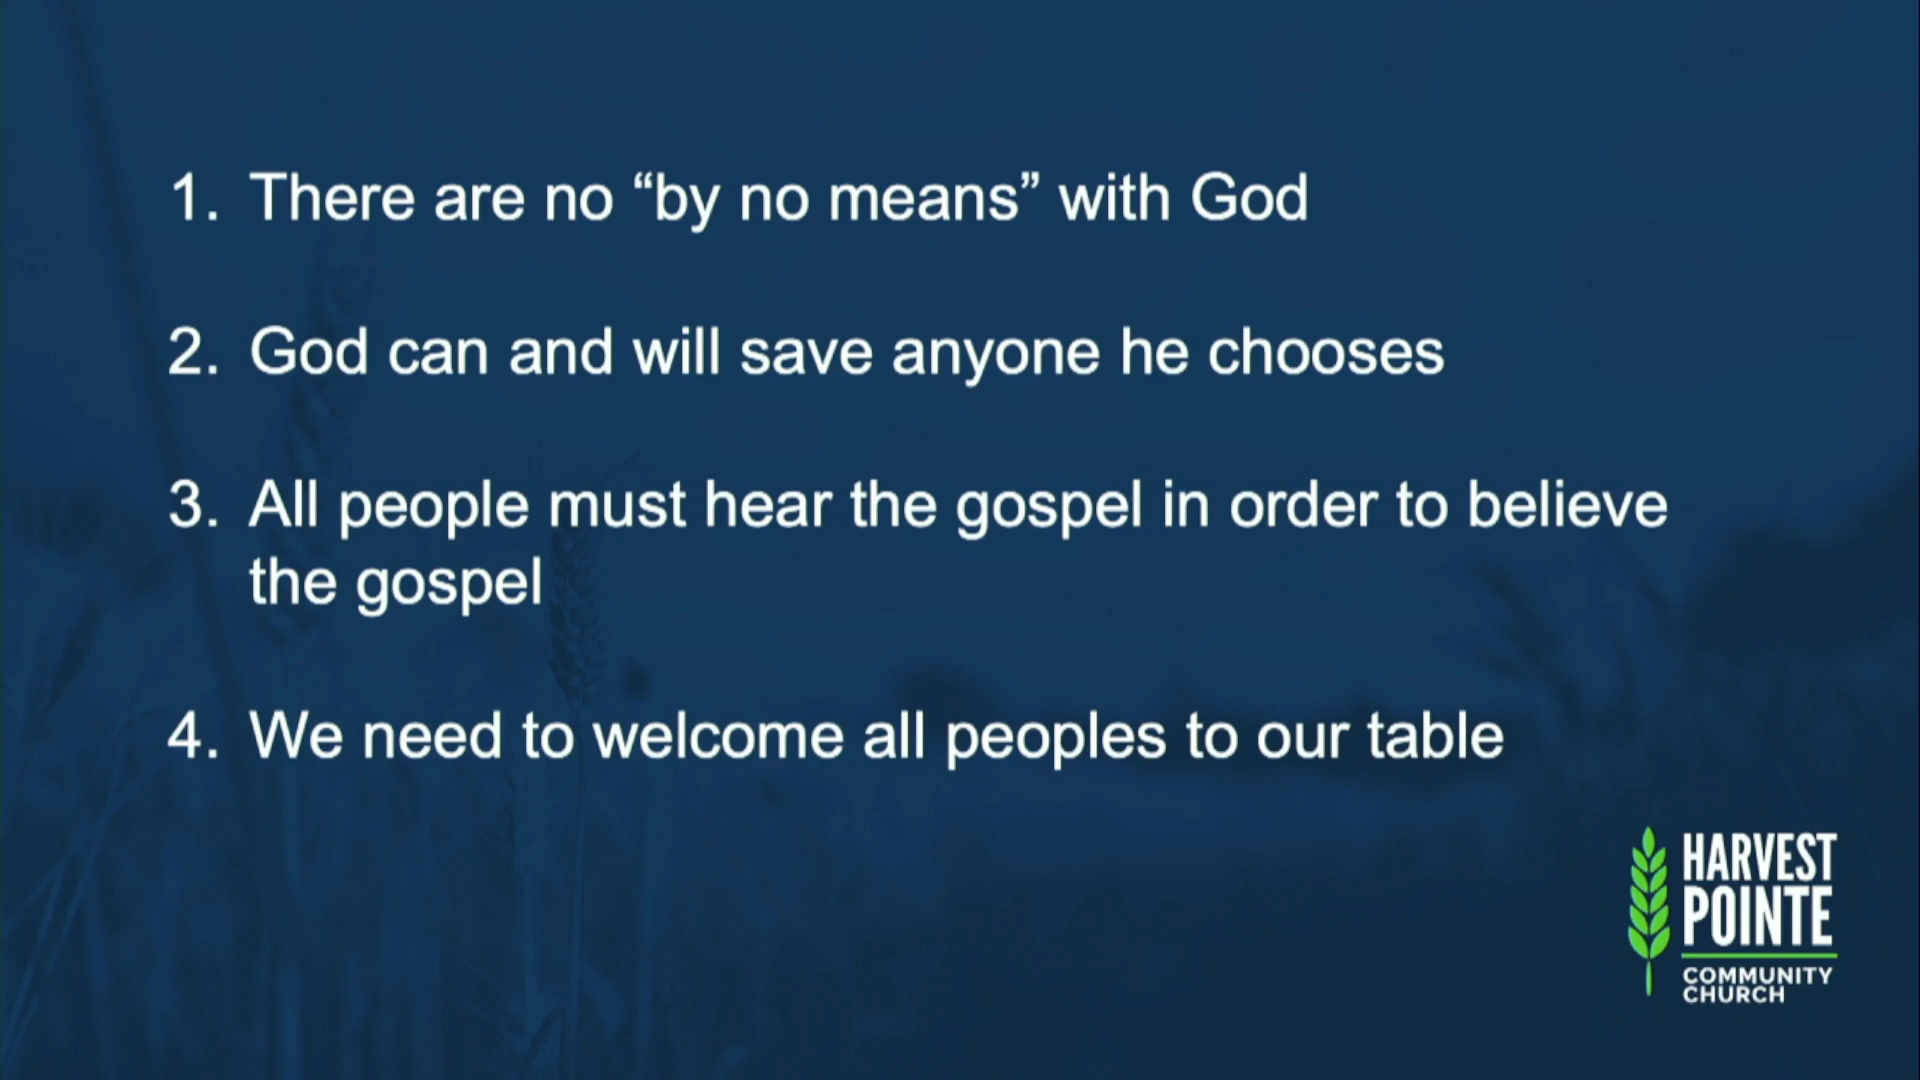 1. There are no “by no means” with God
2. God can and will save anyone he chooses
3. All people must hear the gospel in order to believe
the gospel
4. We need to welcome all peoples to our table
HARVEST
POINTE
COMMUNITY
CHURCH